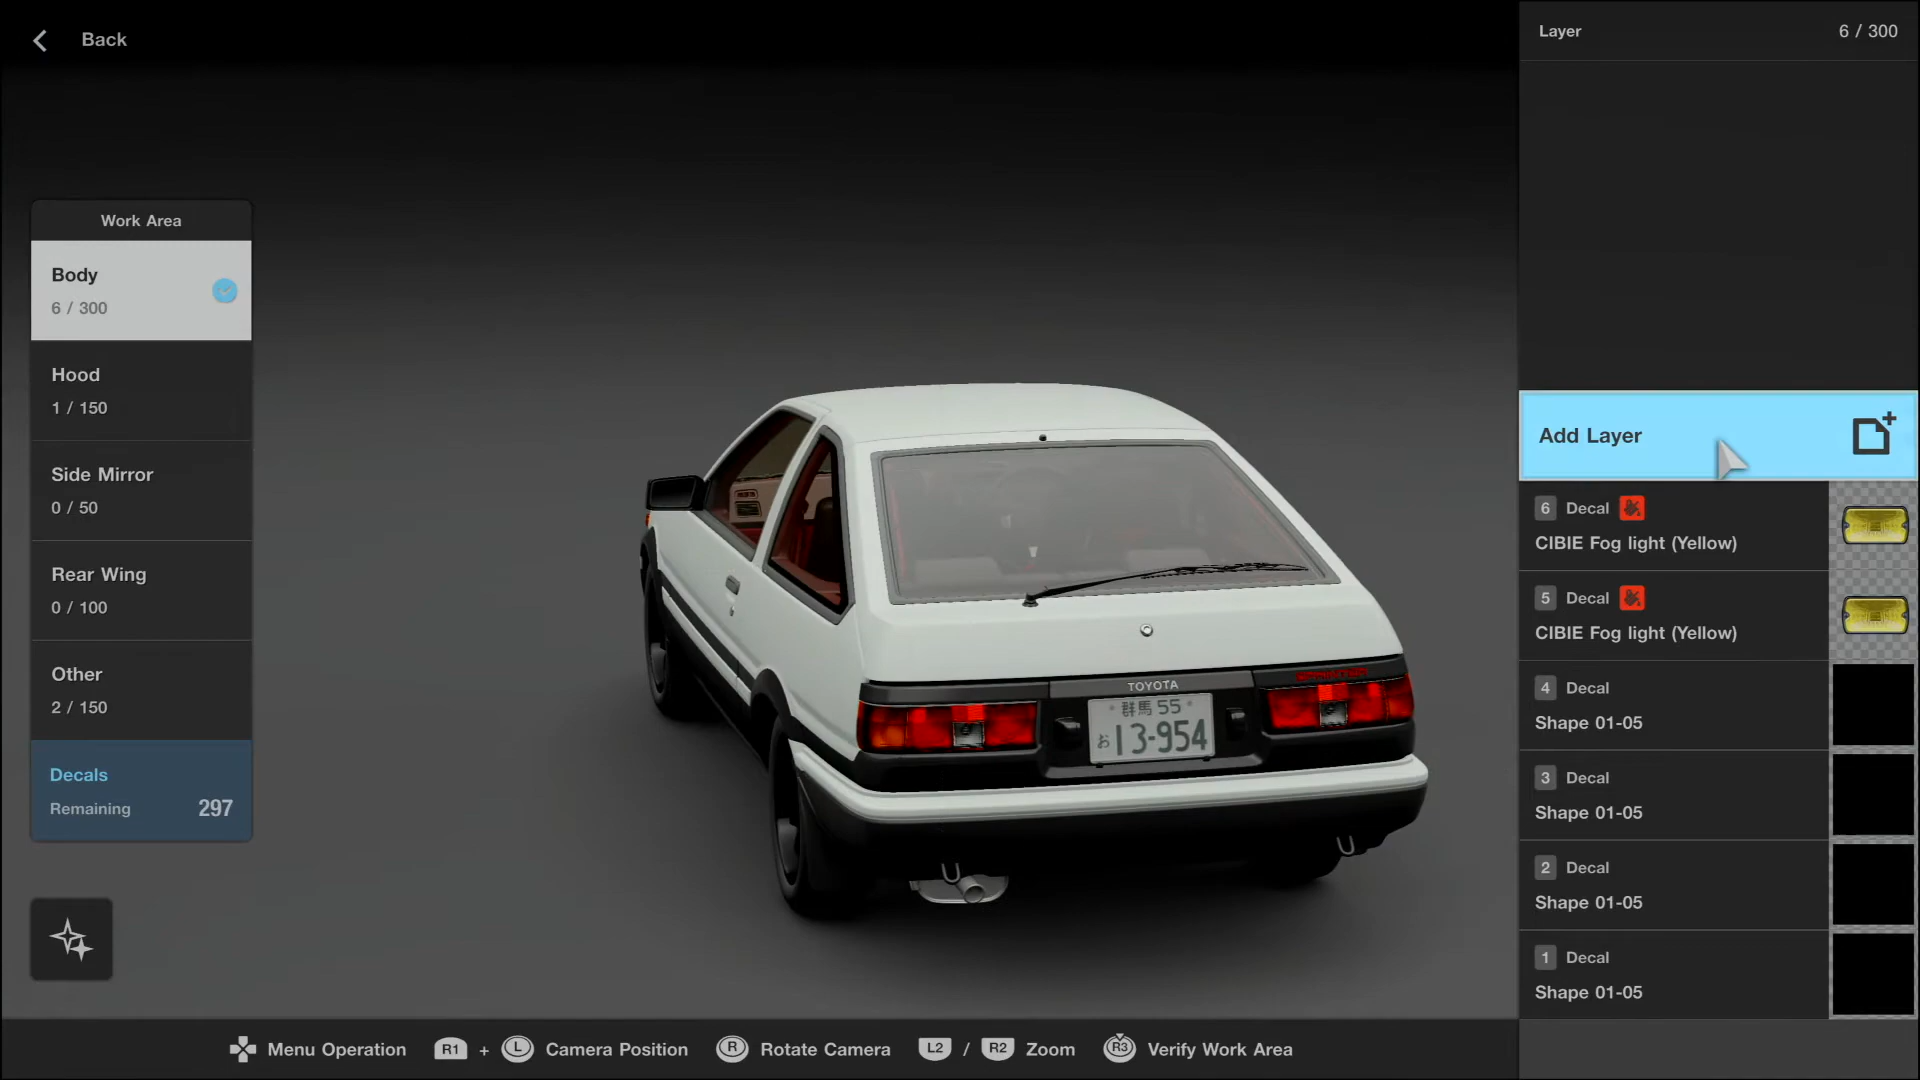 Back
Layer
6 / 300
Work Area
Body
6 / 300
Hood
1 / 150
Side Mirror
0 / 50
Rear Wing
0 / 100
Other
2 / 150
Decals
Remaining 297
Add Layer
6 Decal
CIBIE Fog light (Yellow)
5 Decal
CIBIE Fog light (Yellow)
4 Decal
Shape 01-05
3 Decal
Shape 01-05
2 Decal
Shape 01-05
1 Decal
Shape 01-05
TOYOTA
群馬 55
お 13-954
Menu Operation R1 + L Camera Position R Rotate Camera L2 / R2 Zoom R3 Verify Work Area